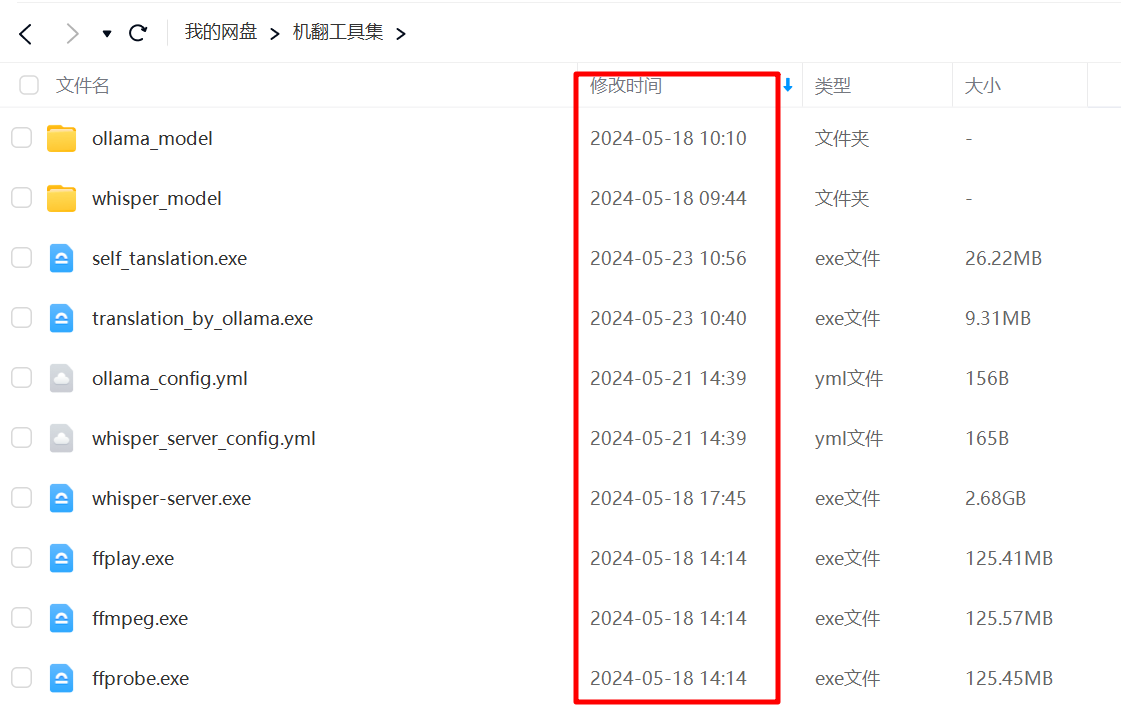 我的网盘 > 机翻工具集 >
文件名 修改时间 类型 大小
ollama_model 2024-05-18 10:10 文件夹 -
whisper_model 2024-05-18 09:44 文件夹 -
self_tanslation.exe 2024-05-23 10:56 exe文件 26.22MB
translation_by_ollama.exe 2024-05-23 10:40 exe文件 9.31MB
ollama_config.yml 2024-05-21 14:39 yml文件 156B
whisper_server_config.yml 2024-05-21 14:39 yml文件 165B
whisper-server.exe 2024-05-18 17:45 exe文件 2.68GB
ffplay.exe 2024-05-18 14:14 exe文件 125.41MB
ffmpeg.exe 2024-05-18 14:14 exe文件 125.57MB
ffprobe.exe 2024-05-18 14:14 exe文件 125.45MB